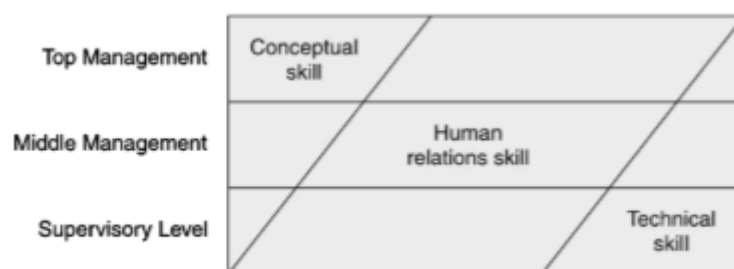 Top Management
Conceptual
skill
Middle Management
Human
relations skill
Supervisory Level
Technical
skill